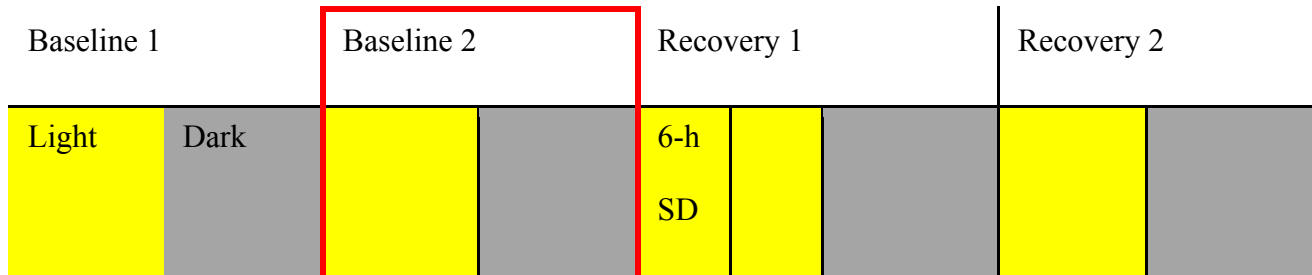 Baseline 1
Baseline 2
Recovery 1
Recovery 2
Light
Dark
6-h
SD